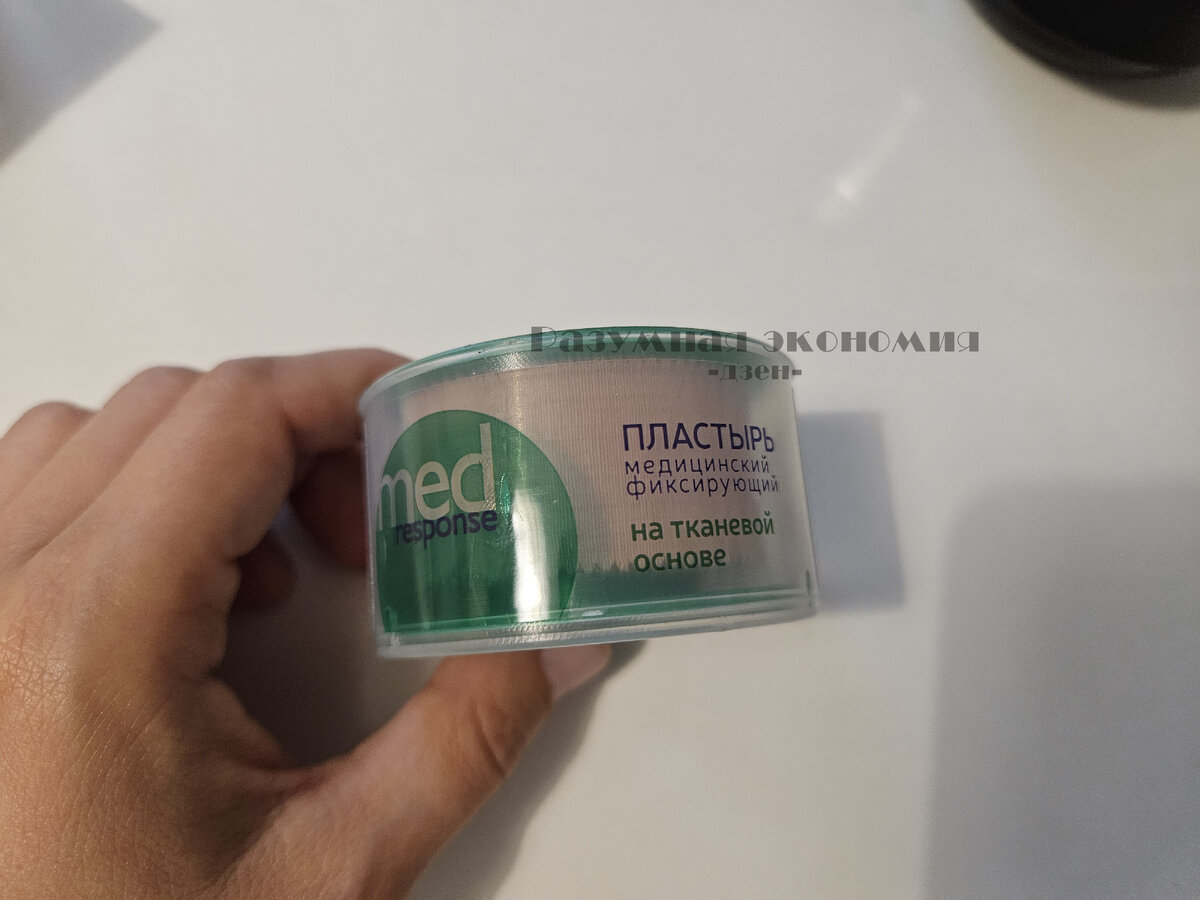 Разумная экономия
-дзен-
med
response
ПЛАСТЫРЬ
медицинский
фиксирующий
на тканевой
основе